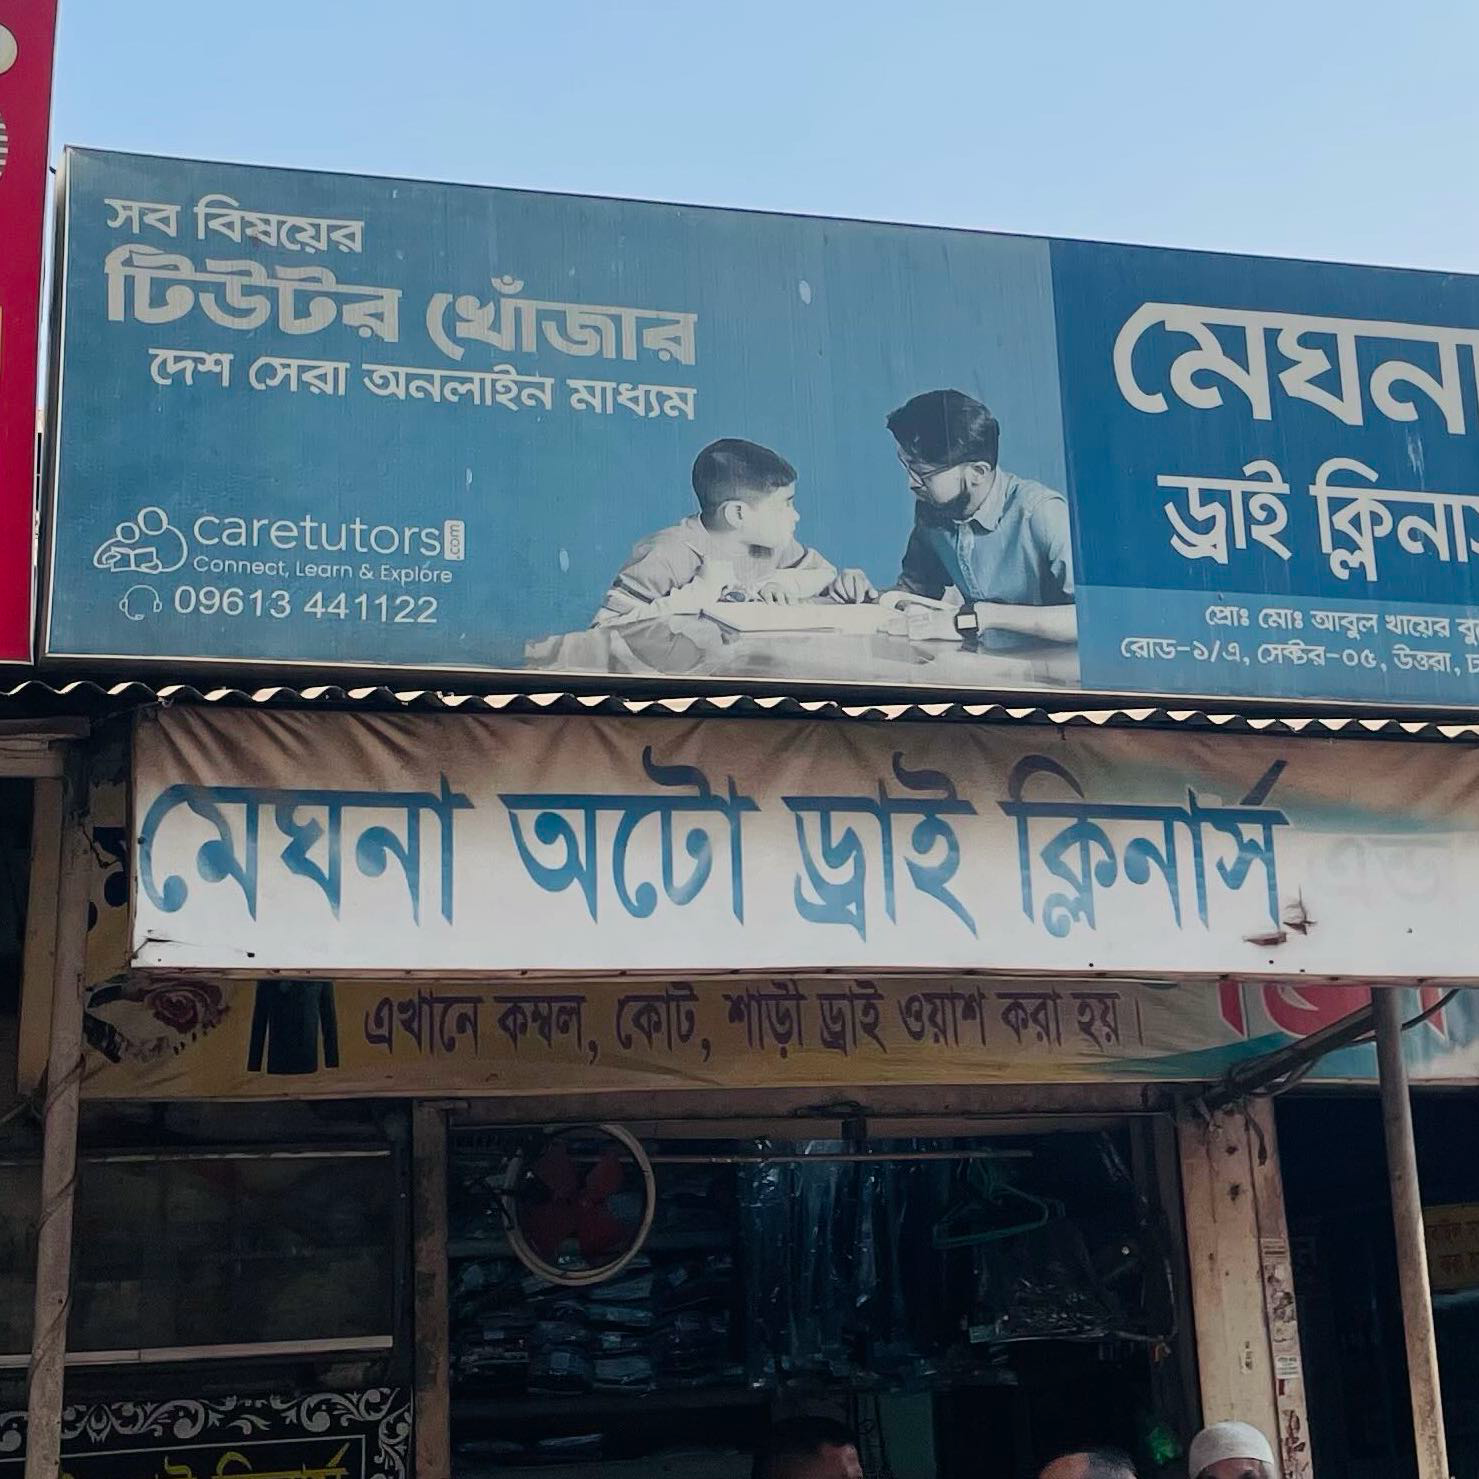 সব বিষয়ের
টিউটর খোঁজার
দেশ সেরা অনলাইন মাধ্যম
caretutors.com
Connect, Learn & Explore
09613 441122
মেঘনা
ড্রাই ক্লিনার্স
প্রোঃ মোঃ আবুল খায়ের
রোড-১/এ, সেক্টর-০৫, উত্তরা,
মেঘনা অটো ড্রাই ক্লিনার্স
এখানে কম্বল, কোট, শাড়ী ড্রাই ওয়াশ করা হয়।